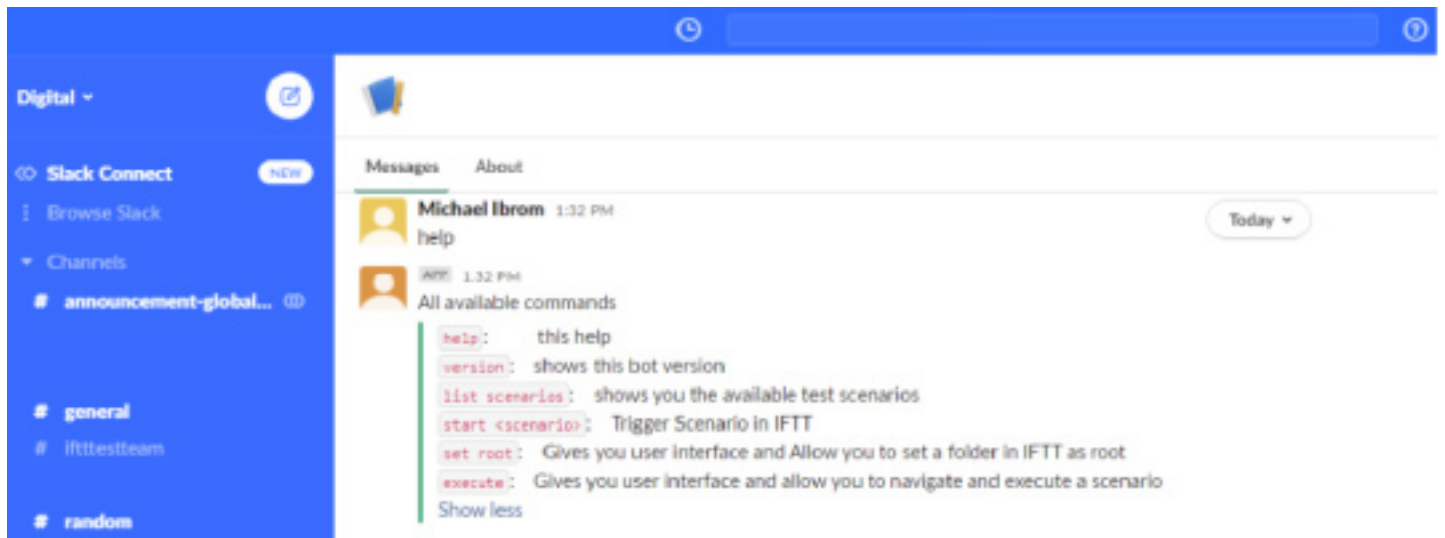 Digital
Slack Connect NEW
Browse Slack
Channels
# announcement-global...
# general
# iftttestteam
# random
Messages About
Michael Ibrom 1:32 PM
Today
help
APP 1.32 PM
All available commands
help: this help
version: shows this bot version
list scenarios: shows you the available test scenarios
start <scenario>: Trigger Scenario in IFTT
set root: Gives you user interface and Allow you to set a folder in IFTT as root
execute: Gives you user interface and allow you to navigate and execute a scenario
Show less